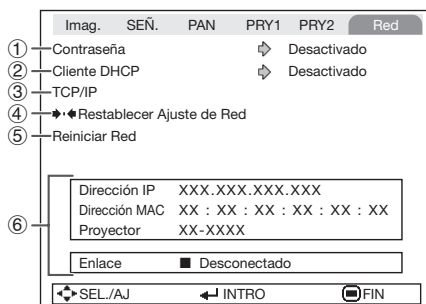 Imag. SEÑ. PAN PRY1 PRY2 Red
① Contraseña Desactivado
② Cliente DHCP Desactivado
③ TCP/IP
④ Restablecer Ajuste de Red
⑤ Reiniciar Red
⑥
Dirección IP XXX.XXX.XXX.XXX
Dirección MAC XX : XX : XX : XX : XX : XX
Proyector XX-XXXX
Enlace ■ Desconectado
SEL./AJ INTRO FIN